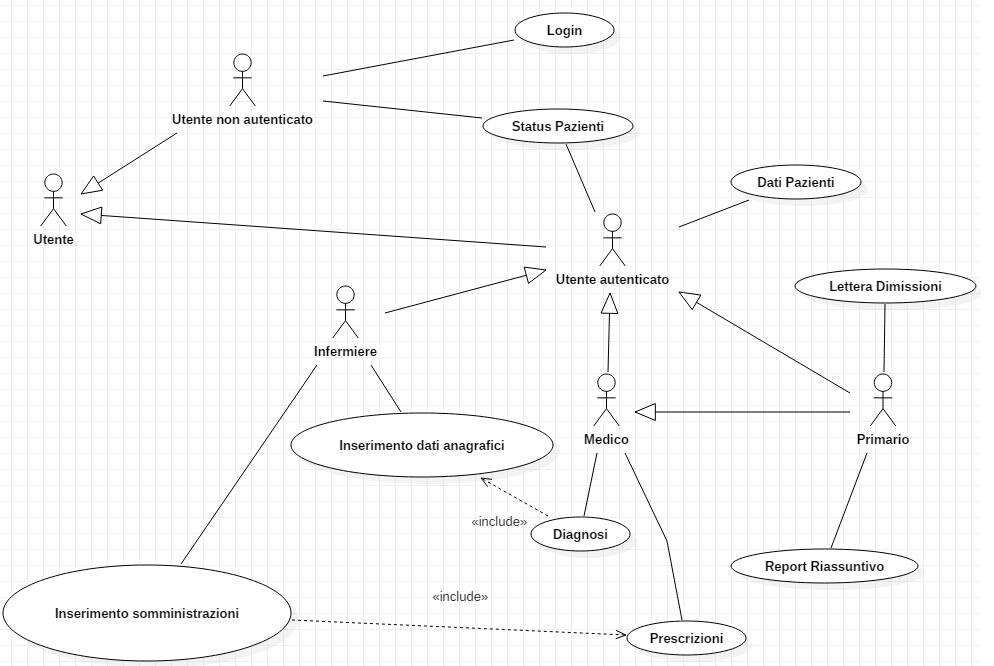 Login
Utente non autenticato
Status Pazienti
Dati Pazienti
Utente
Utente autenticato
Lettera Dimissioni
Infermiere
Medico
Primario
Inserimento dati anagrafici
«include»
Diagnosi
Report Riassuntivo
«include»
Inserimento somministrazioni
Prescrizioni